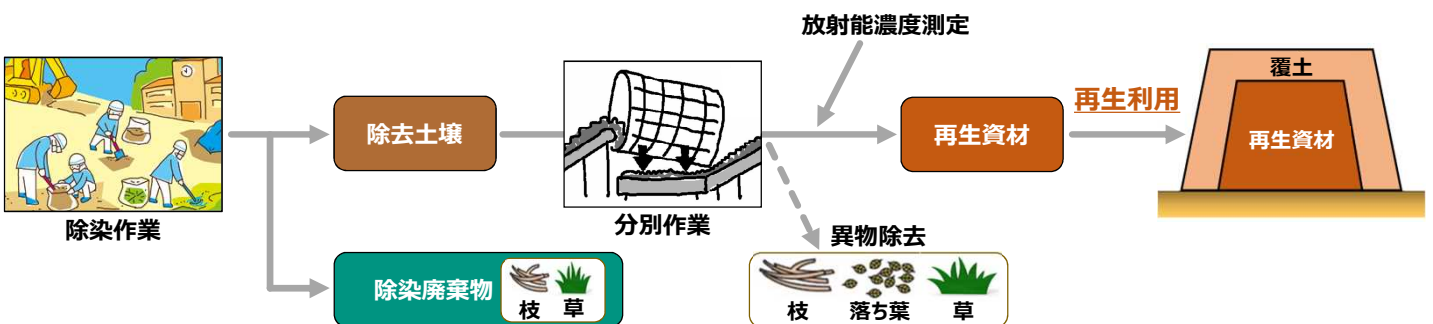 放射能濃度測定
除染作業
除去土壌
分別作業
再生資材
再生利用
覆土
再生資材
除染廃棄物
枝
草
異物除去
枝
落ち葉
草